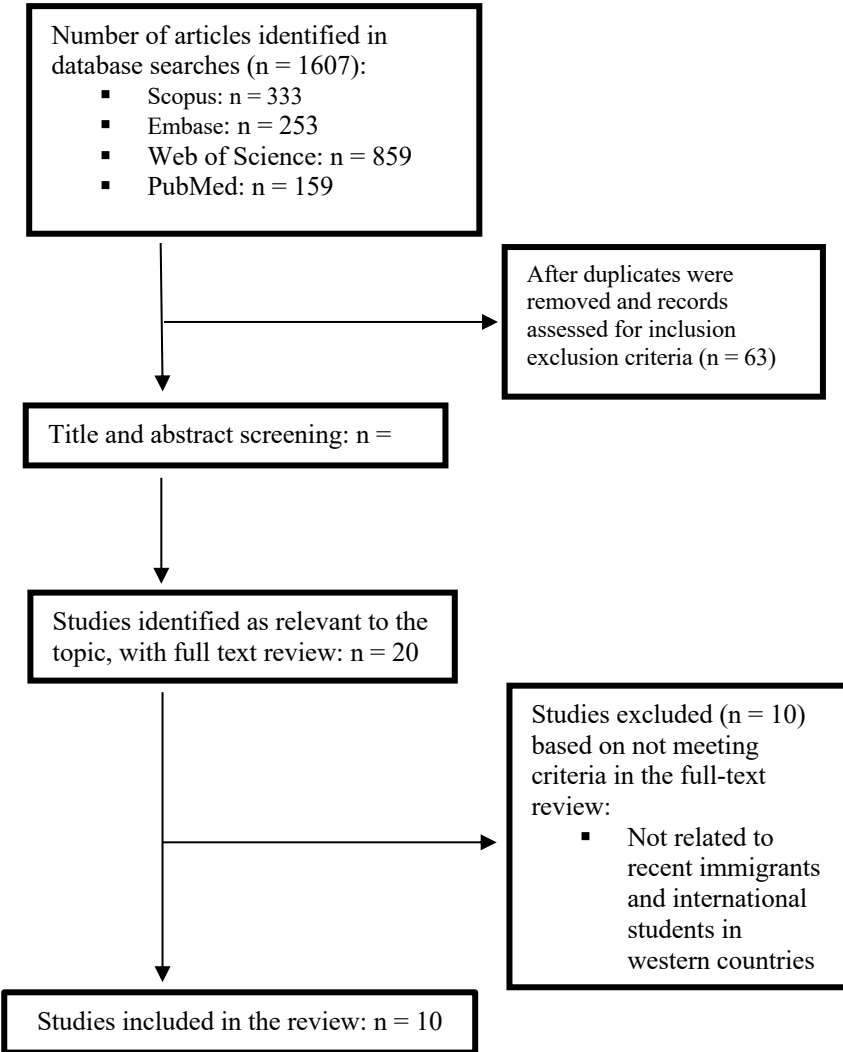 Number of articles identified in
database searches (n = 1607):
▪ Scopus: n = 333
▪ Embase: n = 253
▪ Web of Science: n = 859
▪ PubMed: n = 159
After duplicates were
removed and records
assessed for inclusion
exclusion criteria (n = 63)
Title and abstract screening: n =
Studies identified as relevant to the
topic, with full text review: n = 20
Studies excluded (n = 10)
based on not meeting
criteria in the full-text
review:
▪ Not related to
recent immigrants
and international
students in
western countries
Studies included in the review: n = 10